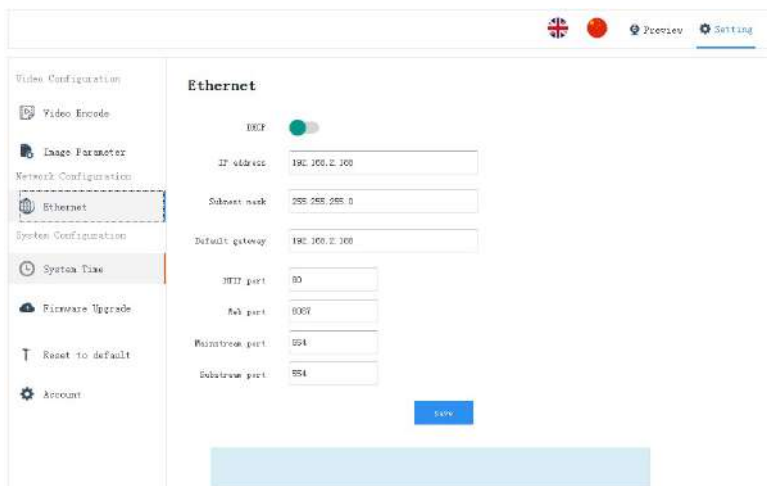 Preview
Setting
Video Configuration
Video Encode
Image Parameter
Network Configuration
Ethernet
System Configuration
System Time
Firmware Upgrade
Reset to default
Account
Ethernet
DHCP
IP address 192.168.2.168
Subnet mask 255.255.255.0
Default gateway 192.168.2.168
HTTP port 80
Web port
Mainstream port 554
Substream port 554
Save